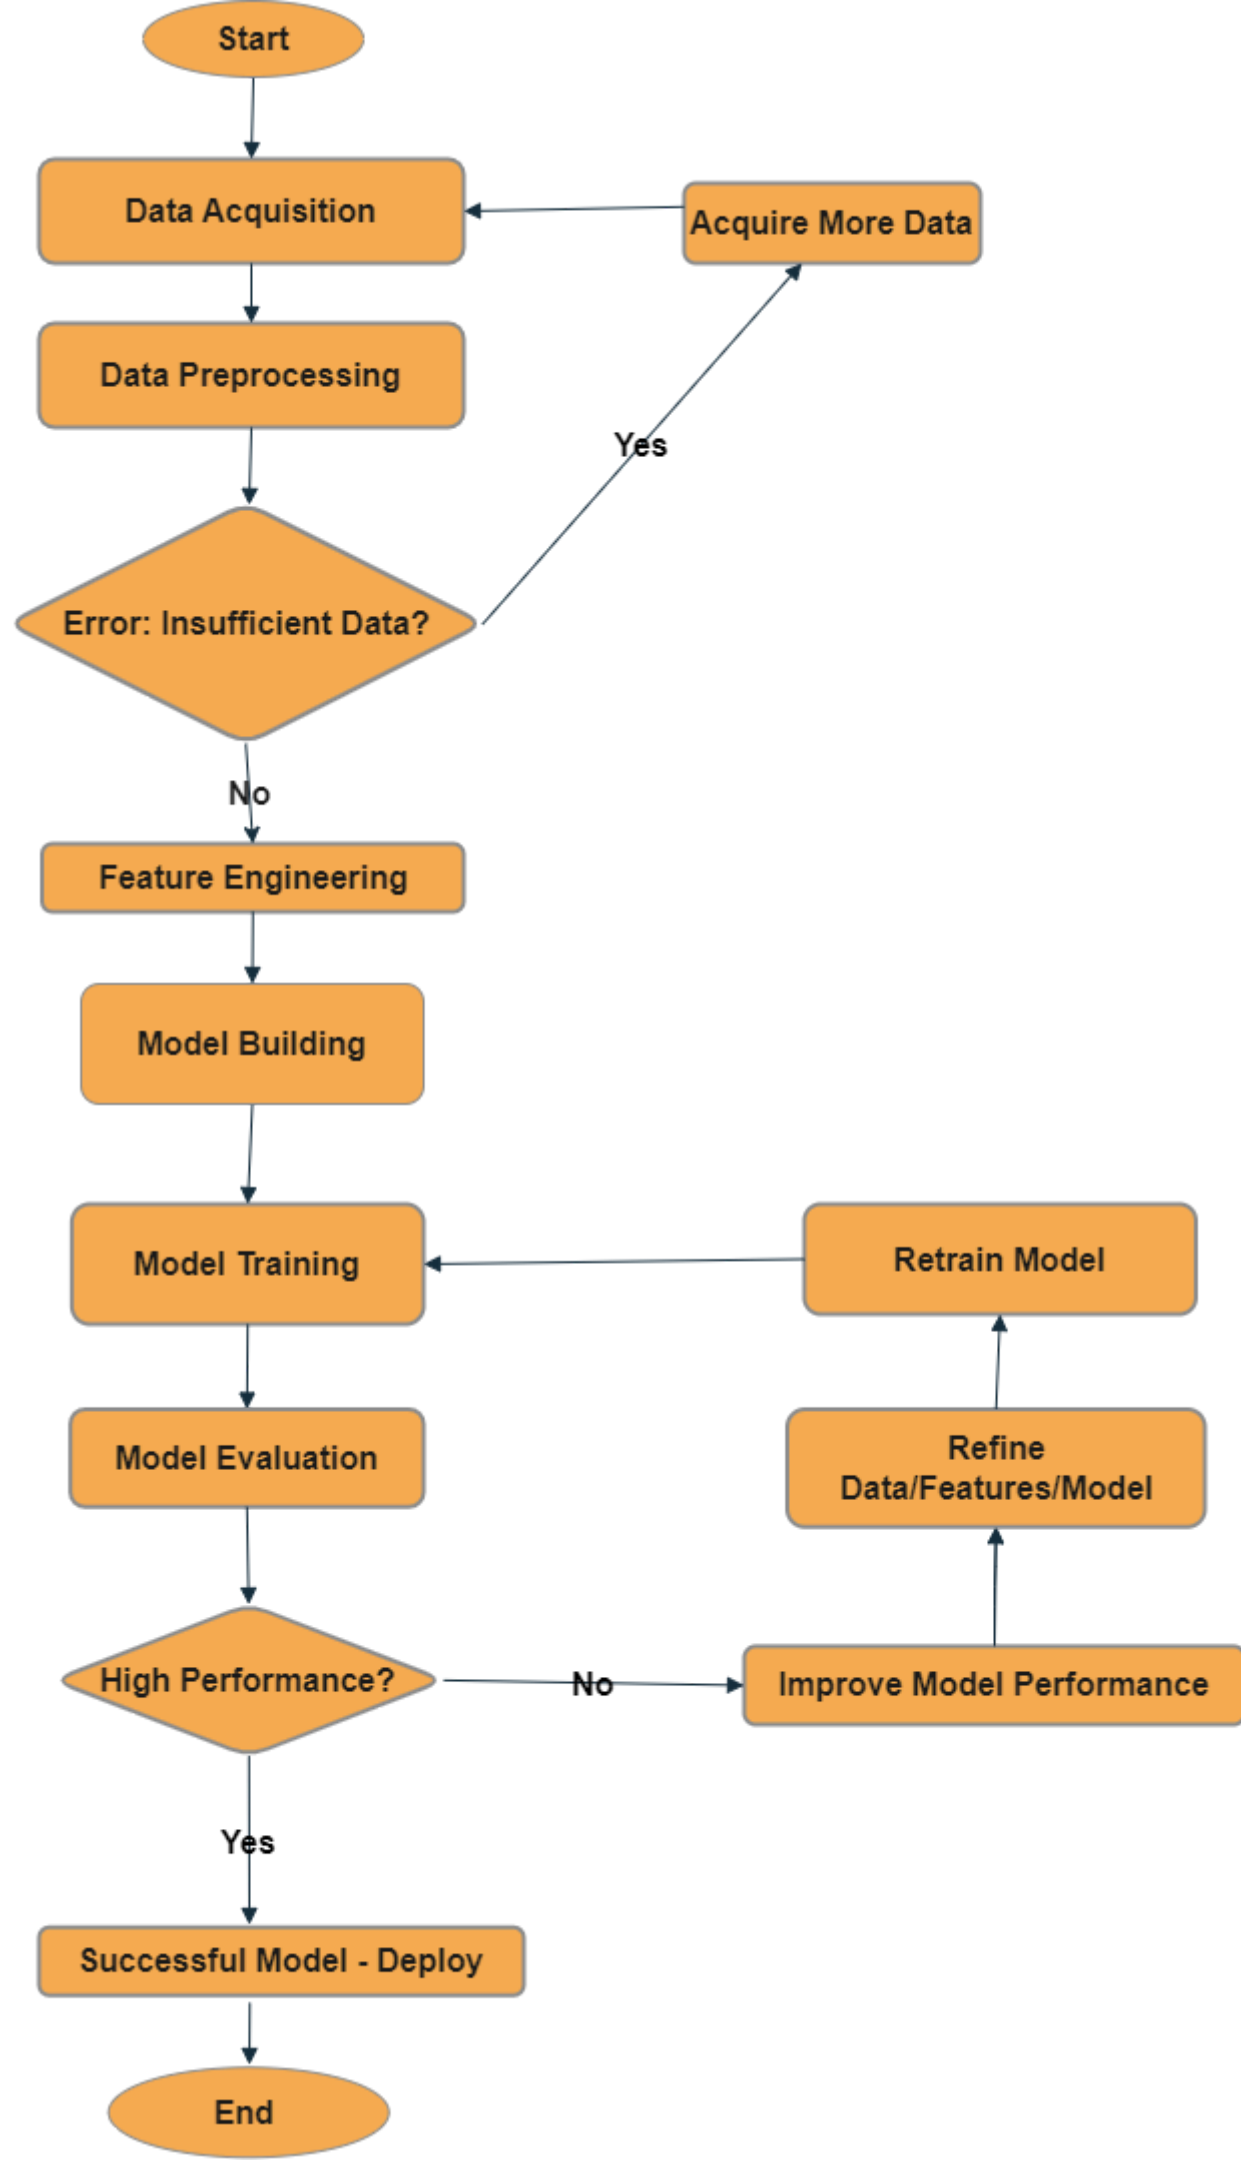 Start
Data Acquisition
Acquire More Data
Data Preprocessing
Yes
Error: Insufficient Data?
No
Feature Engineering
Model Building
Model Training
Retrain Model
Model Evaluation
Refine
Data/Features/Model
High Performance?
No
Improve Model Performance
Yes
Successful Model - Deploy
End